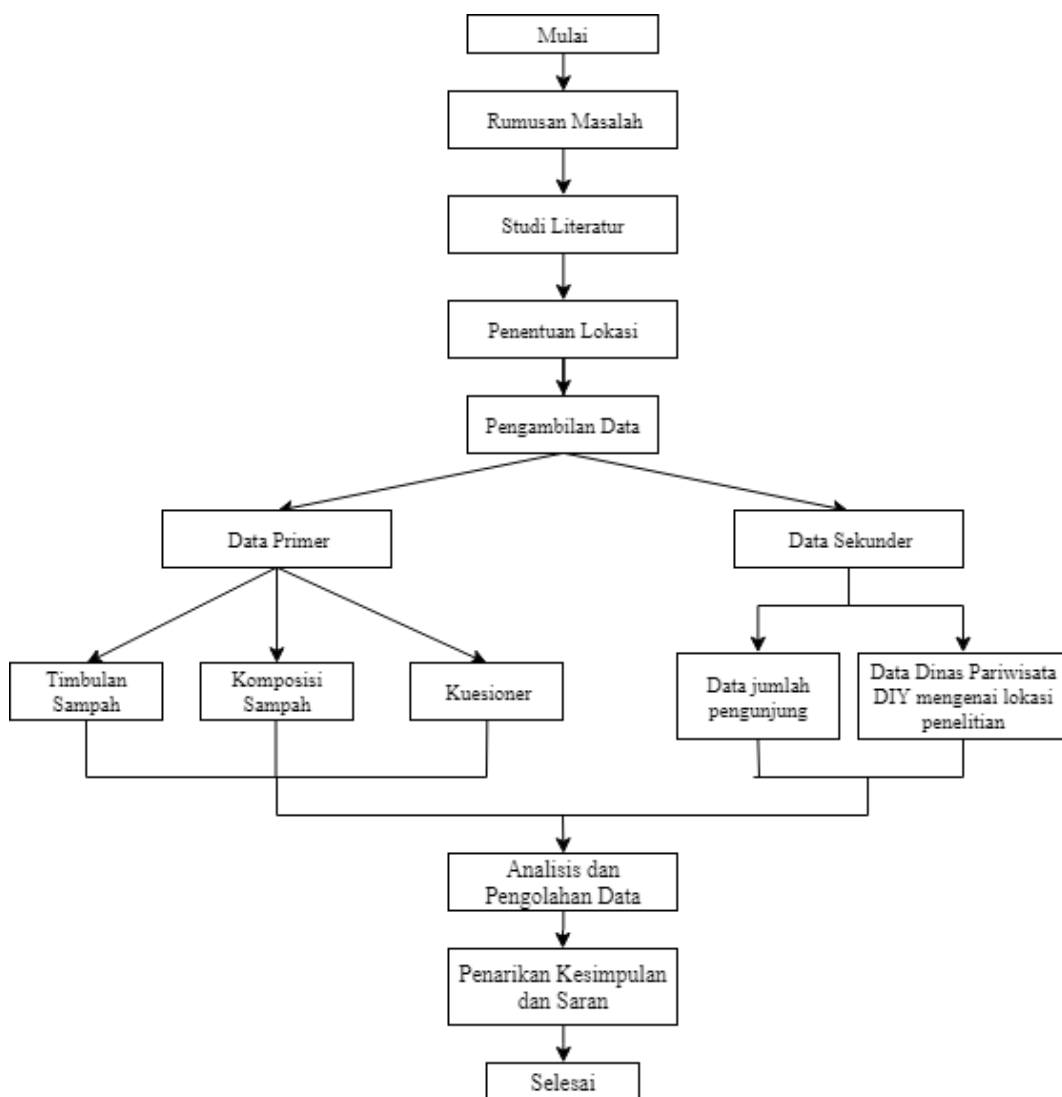 Mulai
Rumusan Masalah
Studi Literatur
Penentuan Lokasi
Pengambilan Data
Data Primer
Data Sekunder
Timbulan
Sampah
Komposisi
Sampah
Kuesioner
Data jumlah
pengunjung
Data Dinas Pariwisata
DIY mengenai lokasi
penelitian
Analisis dan
Pengolahan Data
Penarikan Kesimpulan
dan Saran
Selesai